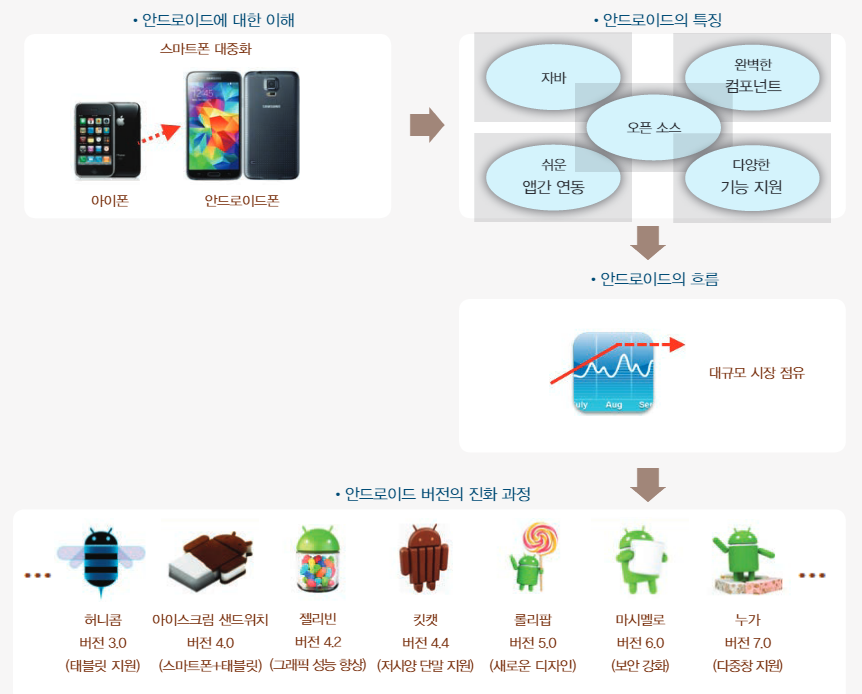 • 안드로이드에 대한 이해
스마트폰 대중화
아이폰
안드로이드폰
• 안드로이드의 특징
자바
완벽한
컴포넌트
오픈 소스
쉬운
앱간 연동
다양한
기능 지원
• 안드로이드의 흐름
July Aug Sep
대규모 시장 점유
• 안드로이드 버전의 진화 과정
•••
허니콤
버전 3.0
(태블릿 지원)
아이스크림 샌드위치
버전 4.0
(스마트폰+태블릿)
젤리빈
버전 4.2
(그래픽 성능 향상)
킷캣
버전 4.4
(저사양 단말 지원)
롤리팝
버전 5.0
(새로운 디자인)
마시멜로
버전 6.0
(보안 강화)
누가
버전 7.0
(다중창 지원)
•••